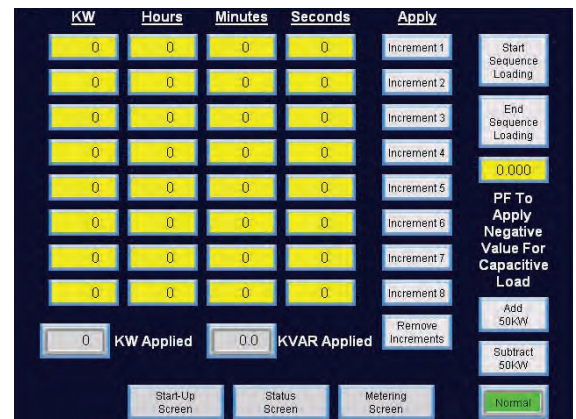 KW Hours Minutes Seconds Apply
0 0 0 0 Increment 1
0 0 0 0 Increment 2
0 0 0 0 Increment 3
0 0 0 0 Increment 4
0 0 0 0 Increment 5
0 0 0 0 Increment 6
0 0 0 0 Increment 7
0 0 0 0 Increment 8
0 KW Applied 0.0 KVAR Applied
Remove
Increments
Start
Sequence
Loading
End
Sequence
Loading
0.000
PF To
Apply
Negative
Value For
Capacitive
Load
Add
50KW
Subtract
50KW
Start-Up
Screen
Status
Screen
Metering
Screen
Normal